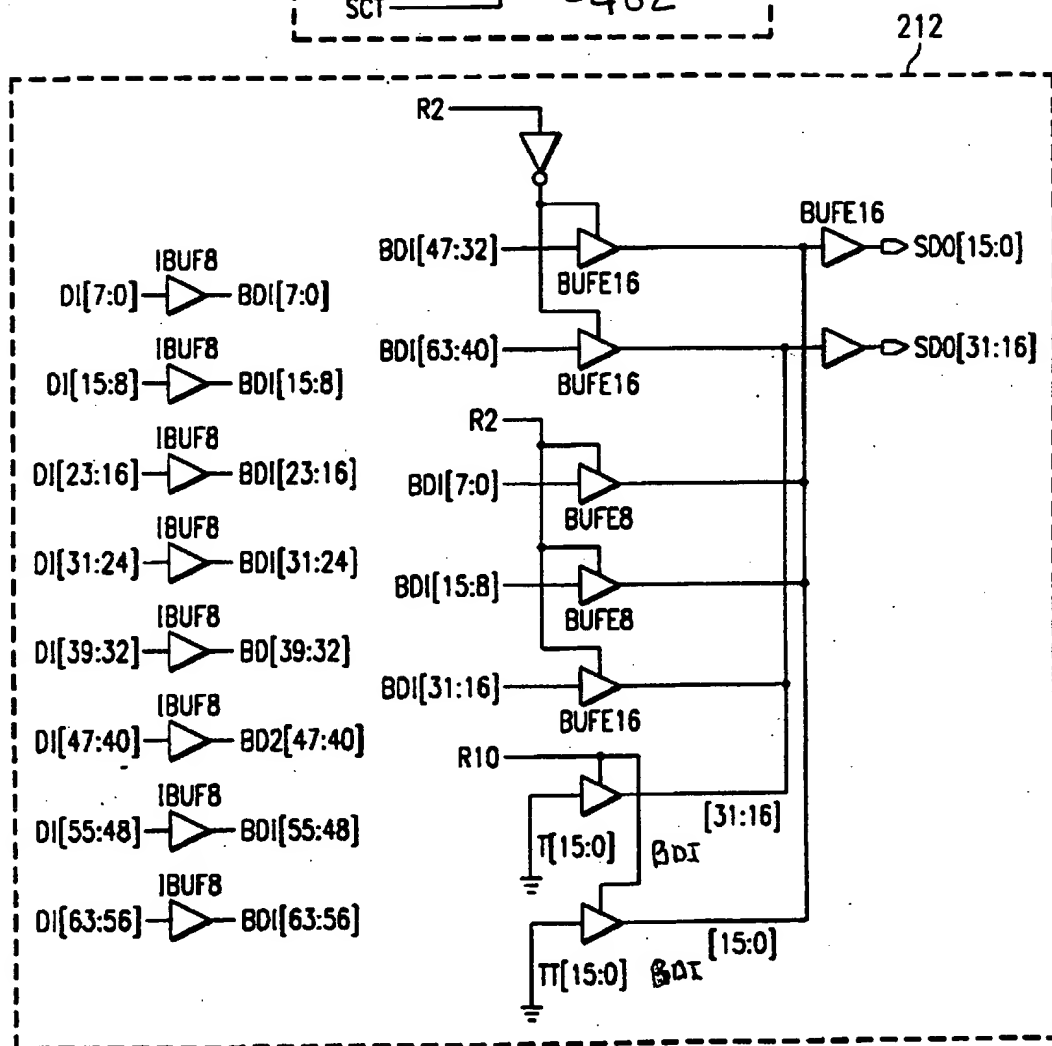 SCT
462
212
R2
BDI[47:32]
BUFE16
BUFE16
SD0[15:0]
BDI[63:40]
BUFE16
SD0[31:16]
R2
BDI[7:0]
BUFE8
BDI[15:8]
BUFE8
BDI[31:16]
BUFE16
R10
[31:16]
T[15:0] BDI
[15:0]
TT[15:0] BDI
IBUF8
DI[7:0] BDI[7:0]
IBUF8
DI[15:8] BDI[15:8]
IBUF8
DI[23:16] BDI[23:16]
IBUF8
DI[31:24] BDI[31:24]
IBUF8
DI[39:32] BD[39:32]
IBUF8
DI[47:40] BD2[47:40]
IBUF8
DI[55:48] BDI[55:48]
IBUF8
DI[63:56] BDI[63:56]